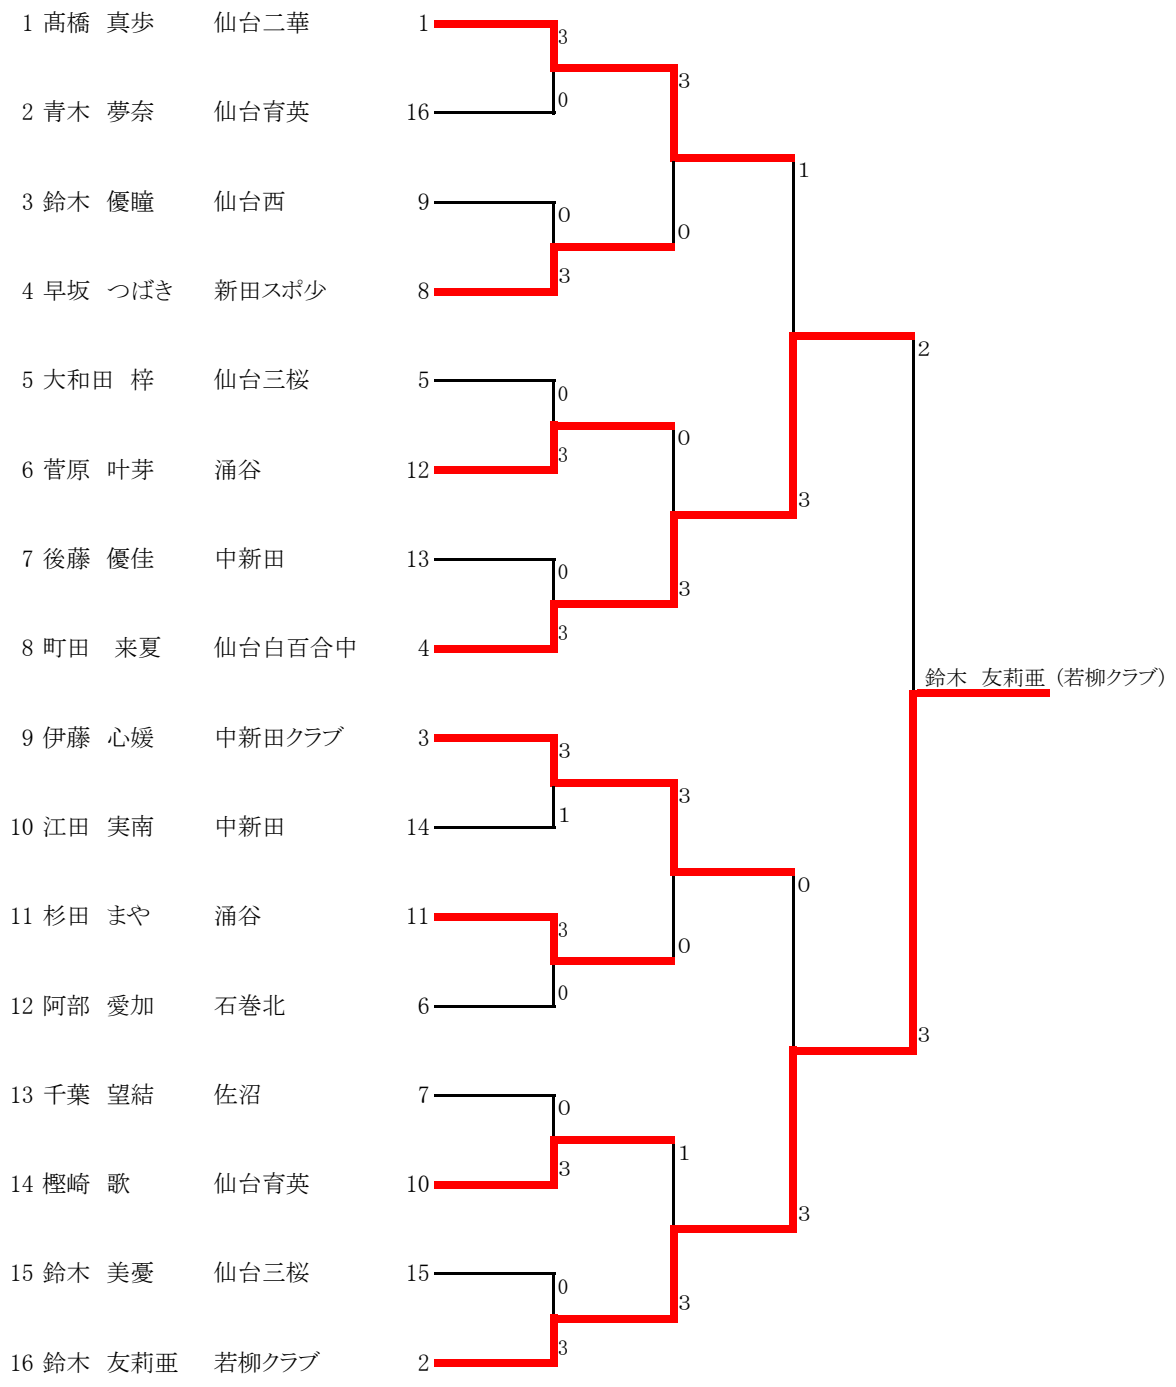 1 髙橋 真歩 仙台二華 1
3
3
0
2 青木 夢奈 仙台育英 16
1
3 鈴木 優瞳 仙台西 9
0
0
3
4 早坂 つばき 新田スポ少 8
2
5 大和田 梓 仙台三桜 5
0
0
3
6 菅原 叶芽 涌谷 12
3
7 後藤 優佳 中新田 13
0
3
3
8 町田 来夏 仙台白百合中 4
鈴木 友莉亜 (若柳クラブ)
9 伊藤 心媛 中新田クラブ 3
3
3
1
10 江田 実南 中新田 14
0
11 杉田 まや 涌谷 11
3
0
0
12 阿部 愛加 石巻北 6
3
13 千葉 望結 佐沼 7
0
1
3
14 樫崎 歌 仙台育英 10
3
15 鈴木 美憂 仙台三桜 15
0
3
3
16 鈴木 友莉亜 若柳クラブ 2